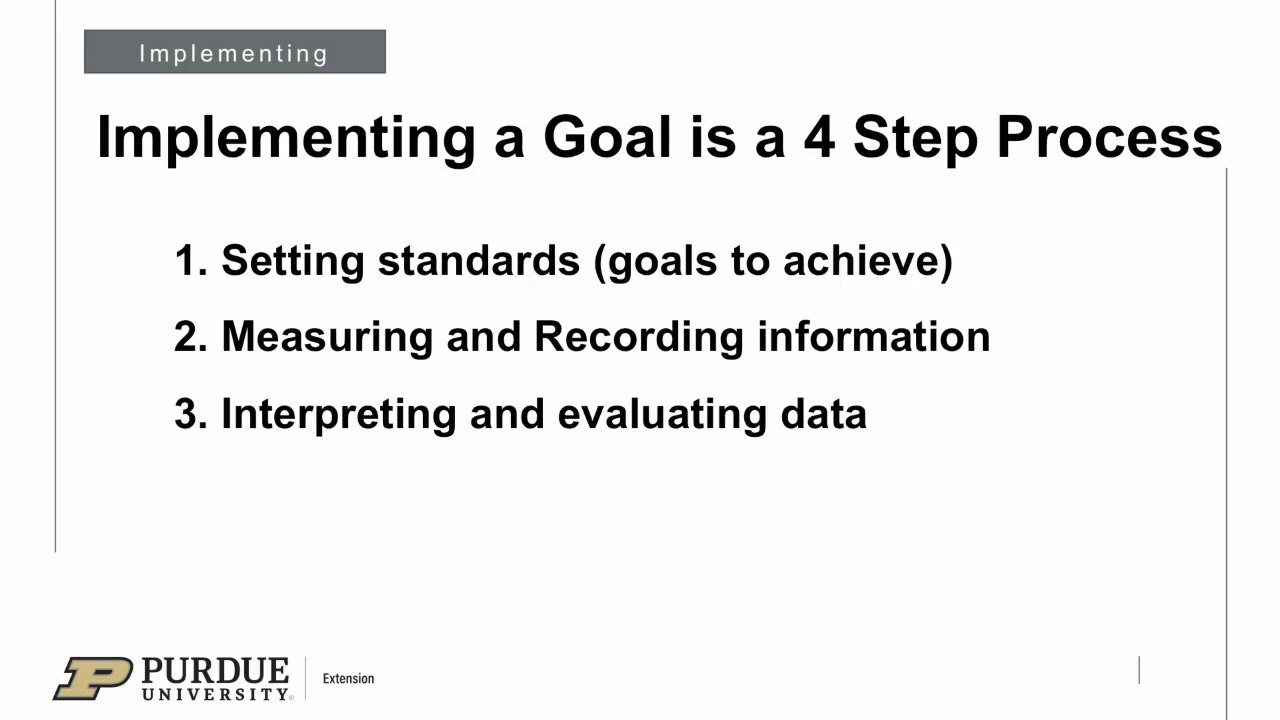 Implementing
Implementing a Goal is a 4 Step Process
1. Setting standards (goals to achieve)
2. Measuring and Recording information
3. Interpreting and evaluating data
PURDUE
UNIVERSITY®
Extension